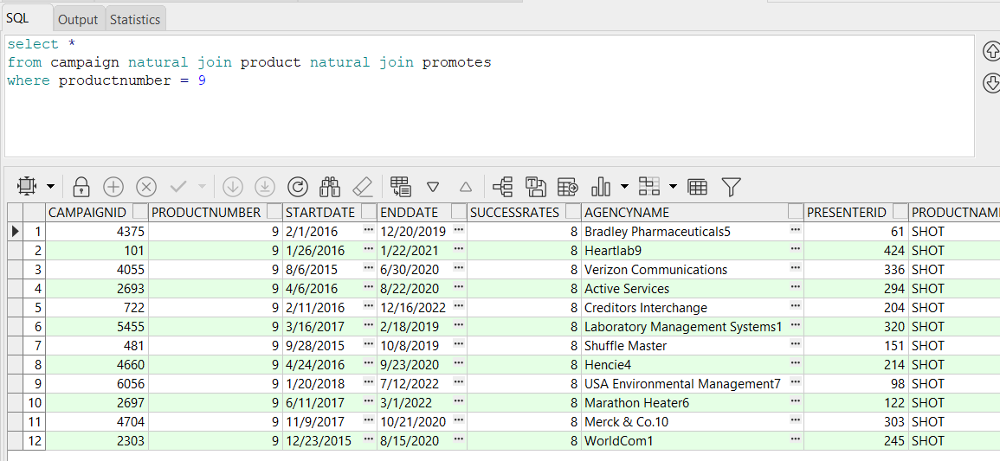 SQL Output Statistics
select *
from campaign natural join product natural join promotes
where productnumber = 9
CAMPAIGNID PRODUCTNUMBER STARTDATE ENDDATE SUCCESSRATES AGENCYNAME PRESENTERID PRODUCTNAM
1 4375 9 2/1/2016 ··· 12/20/2019 ··· 8 Bradley Pharmaceuticals5 ··· 61 SHOT
2 101 9 1/26/2016 ··· 1/22/2021 ··· 8 Heartlab9 ··· 424 SHOT
3 4055 9 8/6/2015 ··· 6/30/2020 ··· 8 Verizon Communications ··· 336 SHOT
4 2693 9 4/6/2016 ··· 8/22/2020 ··· 8 Active Services ··· 294 SHOT
5 722 9 2/11/2016 ··· 12/16/2022 ··· 8 Creditors Interchange ··· 204 SHOT
6 5455 9 3/16/2017 ··· 2/18/2019 ··· 8 Laboratory Management Systems1 ··· 320 SHOT
7 481 9 9/28/2015 ··· 10/8/2019 ··· 8 Shuffle Master ··· 151 SHOT
8 4660 9 4/24/2016 ··· 9/23/2020 ··· 8 Hencie4 ··· 214 SHOT
9 6056 9 1/20/2018 ··· 7/12/2022 ··· 8 USA Environmental Management7 ··· 98 SHOT
10 2697 9 6/11/2017 ··· 3/1/2022 ··· 8 Marathon Heater6 ··· 122 SHOT
11 4704 9 11/9/2017 ··· 10/21/2020 ··· 8 Merck & Co.10 ··· 303 SHOT
12 2303 9 12/23/2015 ··· 8/15/2020 ··· 8 WorldCom1 ··· 245 SHOT